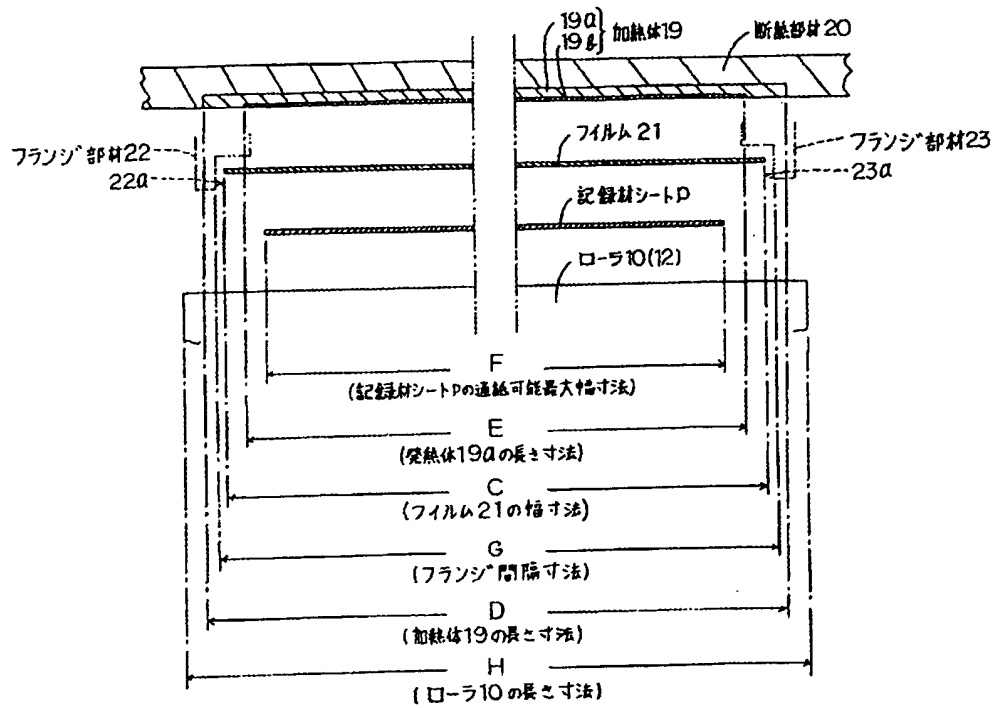 19a
19b
加熱体19
断熱部材20
フランジ部材22
22a
フイルム21
フランジ部材23
23a
記録材シートP
ローラ10(12)
F
(記録材シートPの通紙可能最大幅寸法)
E
(発熱体19aの長さ寸法)
C
(フイルム21の幅寸法)
G
(フランジ間隔寸法)
D
(加熱体19の長さ寸法)
H
(ローラ10の長さ寸法)